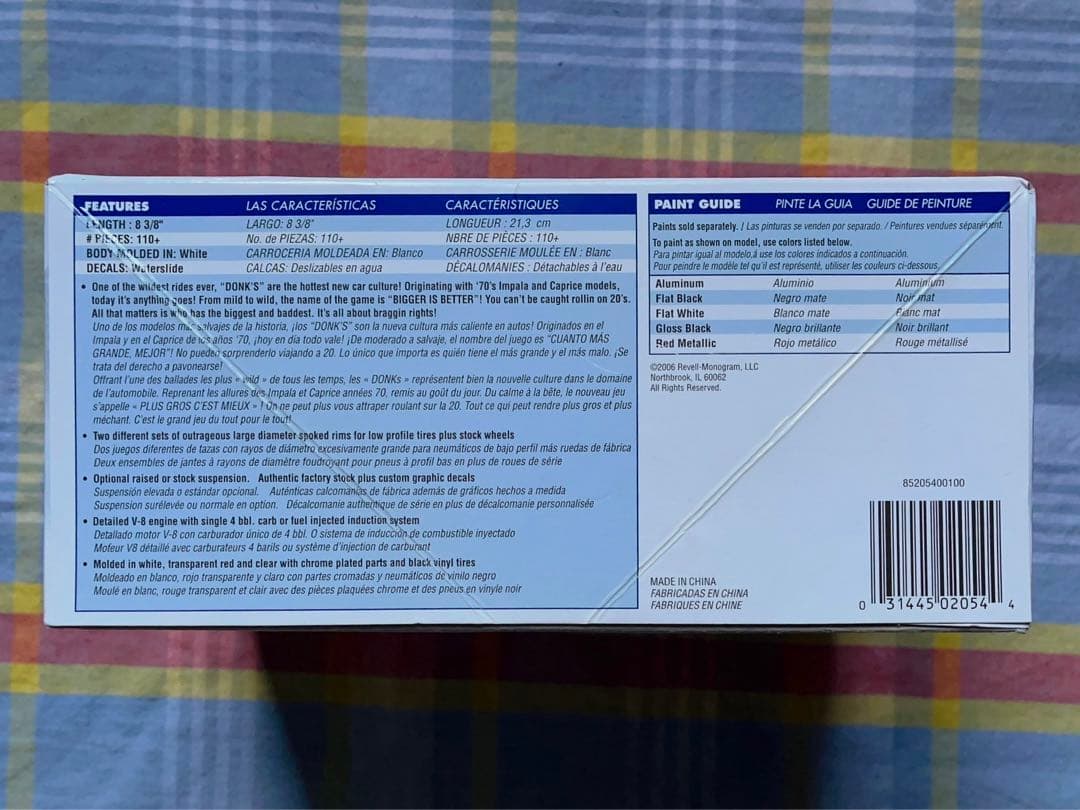 FEATURES LAS CARACTERÍSTICAS CARACTÉRISTIQUES
LENGTH : 8 3/8" LARGO: 8 3/8" LONGUEUR : 21,3 cm
# PIECES: 110+ No. de PIEZAS: 110+ NBRE DE PIÈCES : 110+
BODY MOLDED IN: White CARROCERIA MOLDEADA EN: Blanco CARROSSERIE MOULÉE EN : Blanc
DECALS: Waterslide CALCAS: Deslizables en agua DÉCALOMANIES : Détachables à l'eau
• One of the wildest rides ever, "DONK'S" are the hottest new car culture! Originating with '70's Impala and Caprice models,
today it's anything goes! From mild to wild, the name of the game is "BIGGER IS BETTER"! You can't be caught rollin on 20's.
All that matters is who has the biggest and baddest. It's all about braggin rights!
Uno de los modelos más salvajes de la historia, ¡los "DONK'S" son la nueva cultura más caliente en autos! Originados en el
Impala y en el Caprice de los años '70, ¡hoy en día todo vale! ¡De moderado a salvaje, el nombre del juego es "CUANTO MÁS
GRANDE, MEJOR"! No pueden sorprenderlo viajando a 20. Lo único que importa es quién tiene el más grande y el más malo. ¡Se
trata del derecho a pavonearse!
Offrant l'une des ballades les plus « wild » de tous les temps, les « DONKs » représentent bien la nouvelle culture dans le domaine
de l'automobile. Reprenant les allures des Impala et Caprice années 70, remis au goût du jour. Du calme à la bête, le nouveau jeu
s'appelle « PLUS GROS C'EST MIEUX » ! On ne peut plus vous attraper roulant sur la 20. Tout ce qui peut rendre plus gros et plus
méchant. C'est le grand jeu du tout pour le tout!
• Two different sets of outrageous large diameter spoked rims for low profile tires plus stock wheels
Dos juegos diferentes de tazas con rayos de diámetro excesivamente grande para neumáticos de bajo perfil más ruedas de fábrica
Deux ensembles de jantes à rayons de diamètre foudroyant pour pneus à profil bas en plus de roues de série
• Optional raised or stock suspension. Authentic factory stock plus custom graphic decals
Suspensión elevada o estándar opcional. Auténticas calcomanías de fábrica además de gráficos hechos a medida
Suspension surélevée ou normale en option. Décalcomanie authentique de série en plus de décalcomanie personnalisée
• Detailed V-8 engine with single 4 bbl. carb or fuel injected induction system
Detallado motor V-8 con carburador único de 4 bbl. O sistema de inducción de combustible inyectado
Moteur V8 détaillé avec carburateurs 4 barils ou système d'injection de carburant
• Molded in white, transparent red and clear with chrome plated parts and black vinyl tires
Moldeado en blanco, rojo transparente y claro con partes cromadas y neumáticos de vinilo negro
Moulé en blanc, rouge transparent et clair avec des pièces plaquées chrome et des pneus en vinyle noir
PAINT GUIDE PINTE LA GUIA GUIDE DE PEINTURE
Paints sold separately. / Las pinturas se venden por separado. / Peintures vendues séparément.
To paint as shown on model, use colors listed below.
Para pintar igual al modelo,á use los colores indicados a continuación.
Pour peindre le modèle tel qu'il est représenté, utiliser les couleurs ci-dessous.
Aluminum Aluminio Aluminium
Flat Black Negro mate Noir mat
Flat White Blanco mate Blanc mat
Gloss Black Negro brillante Noir brillant
Red Metallic Rojo metálico Rouge métallisé
©2006 Revell-Monogram, LLC
Northbrook, IL 60062
All Rights Reserved.
85205400100
MADE IN CHINA
FABRICADAS EN CHINA
FABRIQUES EN CHINE
0 31445 02054 4